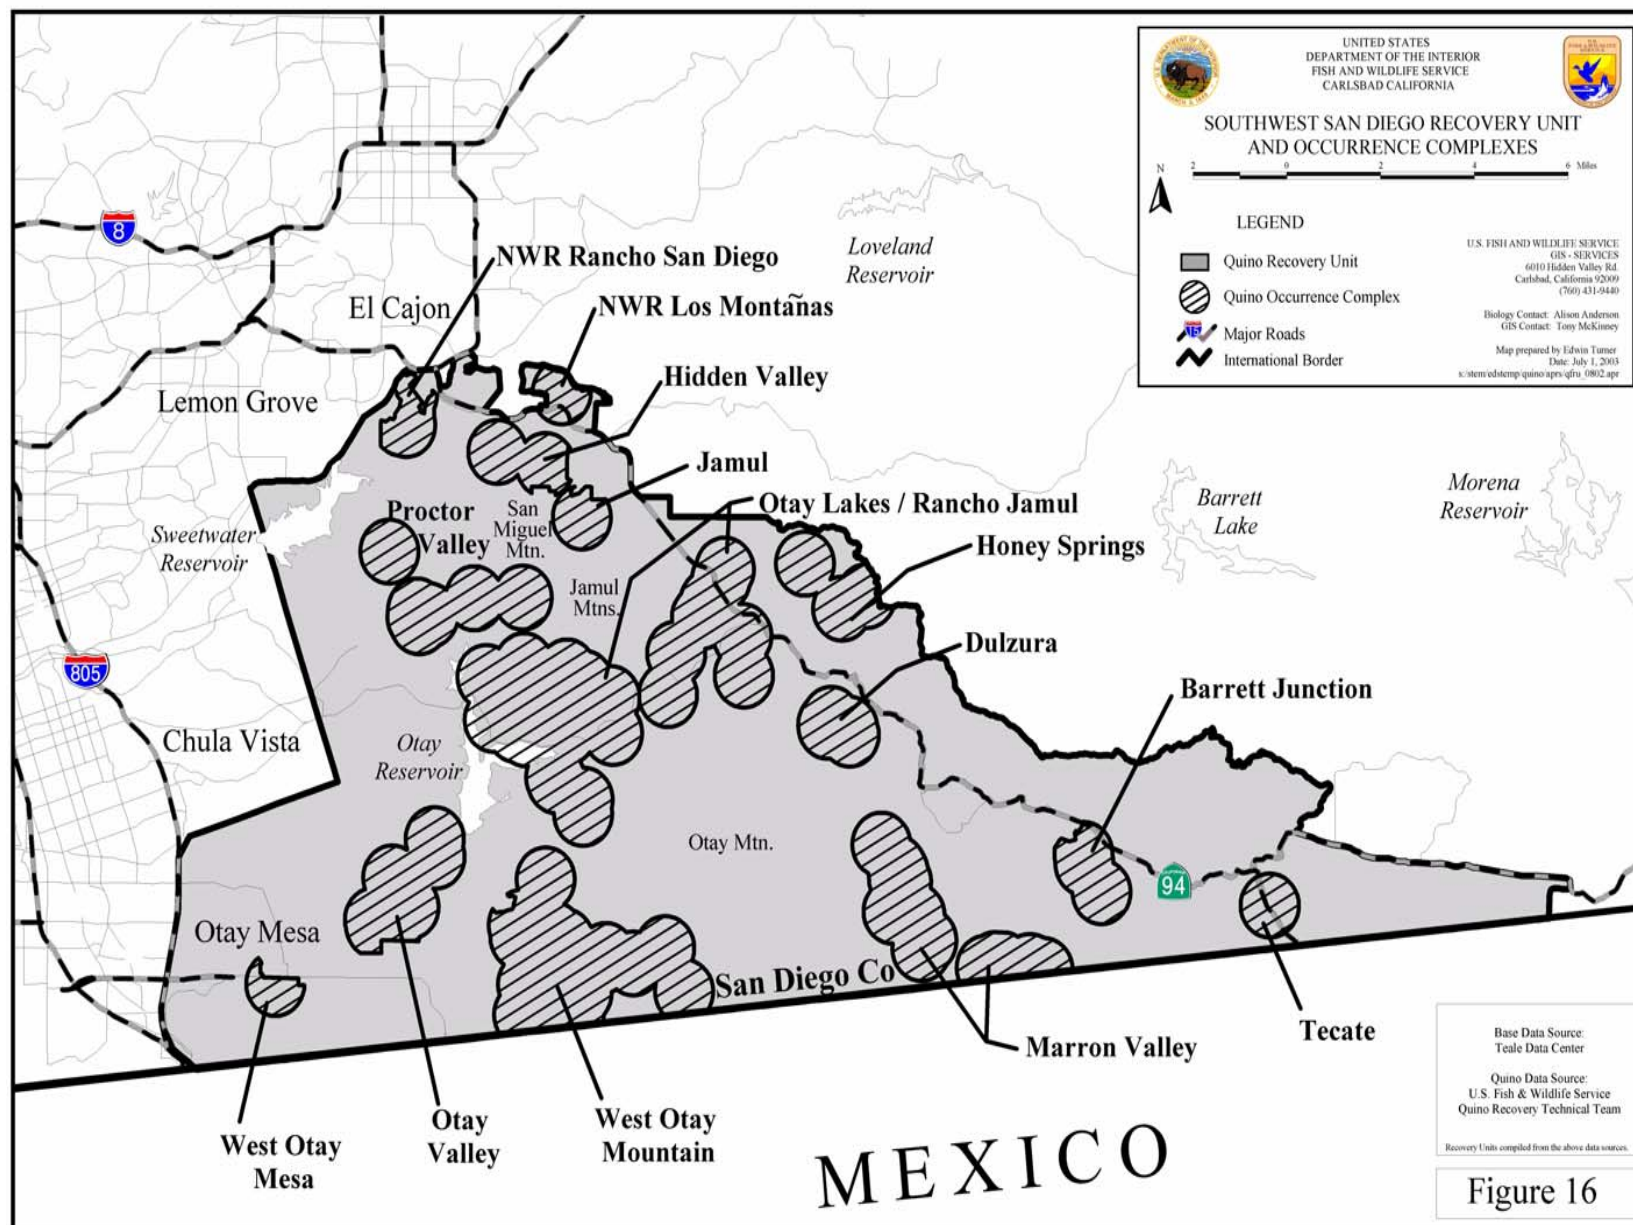 UNITED STATES
DEPARTMENT OF THE INTERIOR
FISH AND WILDLIFE SERVICE
CARLSBAD CALIFORNIA
SOUTHWEST SAN DIEGO RECOVERY UNIT
AND OCCURRENCE COMPLEXES
N
2 0 2 4 6 Miles
LEGEND
Quino Recovery Unit
Quino Occurrence Complex
15
Major Roads
International Border
U.S. FISH AND WILDLIFE SERVICE
GIS - SERVICES
6010 Hidden Valley Rd.
Carlsbad, California 92009
(760) 431-9440
Biology Contact: Alison Anderson
GIS Contact: Tony McKinney
Map prepared by Edwin Turner
Date: July 1, 2003
8
NWR Rancho San Diego
Loveland
Reservoir
El Cajon
NWR Los Montañas
Hidden Valley
Lemon Grove
Jamul
Otay Lakes / Rancho Jamul
Proctor
Valley
San
Miguel
Mtn.
Honey Springs
Barrett
Lake
Morena
Reservoir
Sweetwater
Reservoir
Jamul
Mtns.
Dulzura
805
Barrett Junction
Chula Vista
Otay
Reservoir
Otay Mtn.
94
Otay Mesa
San Diego Co
Tecate
Marron Valley
West Otay
Mesa
Otay
Valley
West Otay
Mountain
MEXICO
Base Data Source:
Teale Data Center
Quino Data Source:
U.S. Fish & Wildlife Service
Quino Recovery Technical Team
Recovery Units compiled from the above data sources.
Figure 16